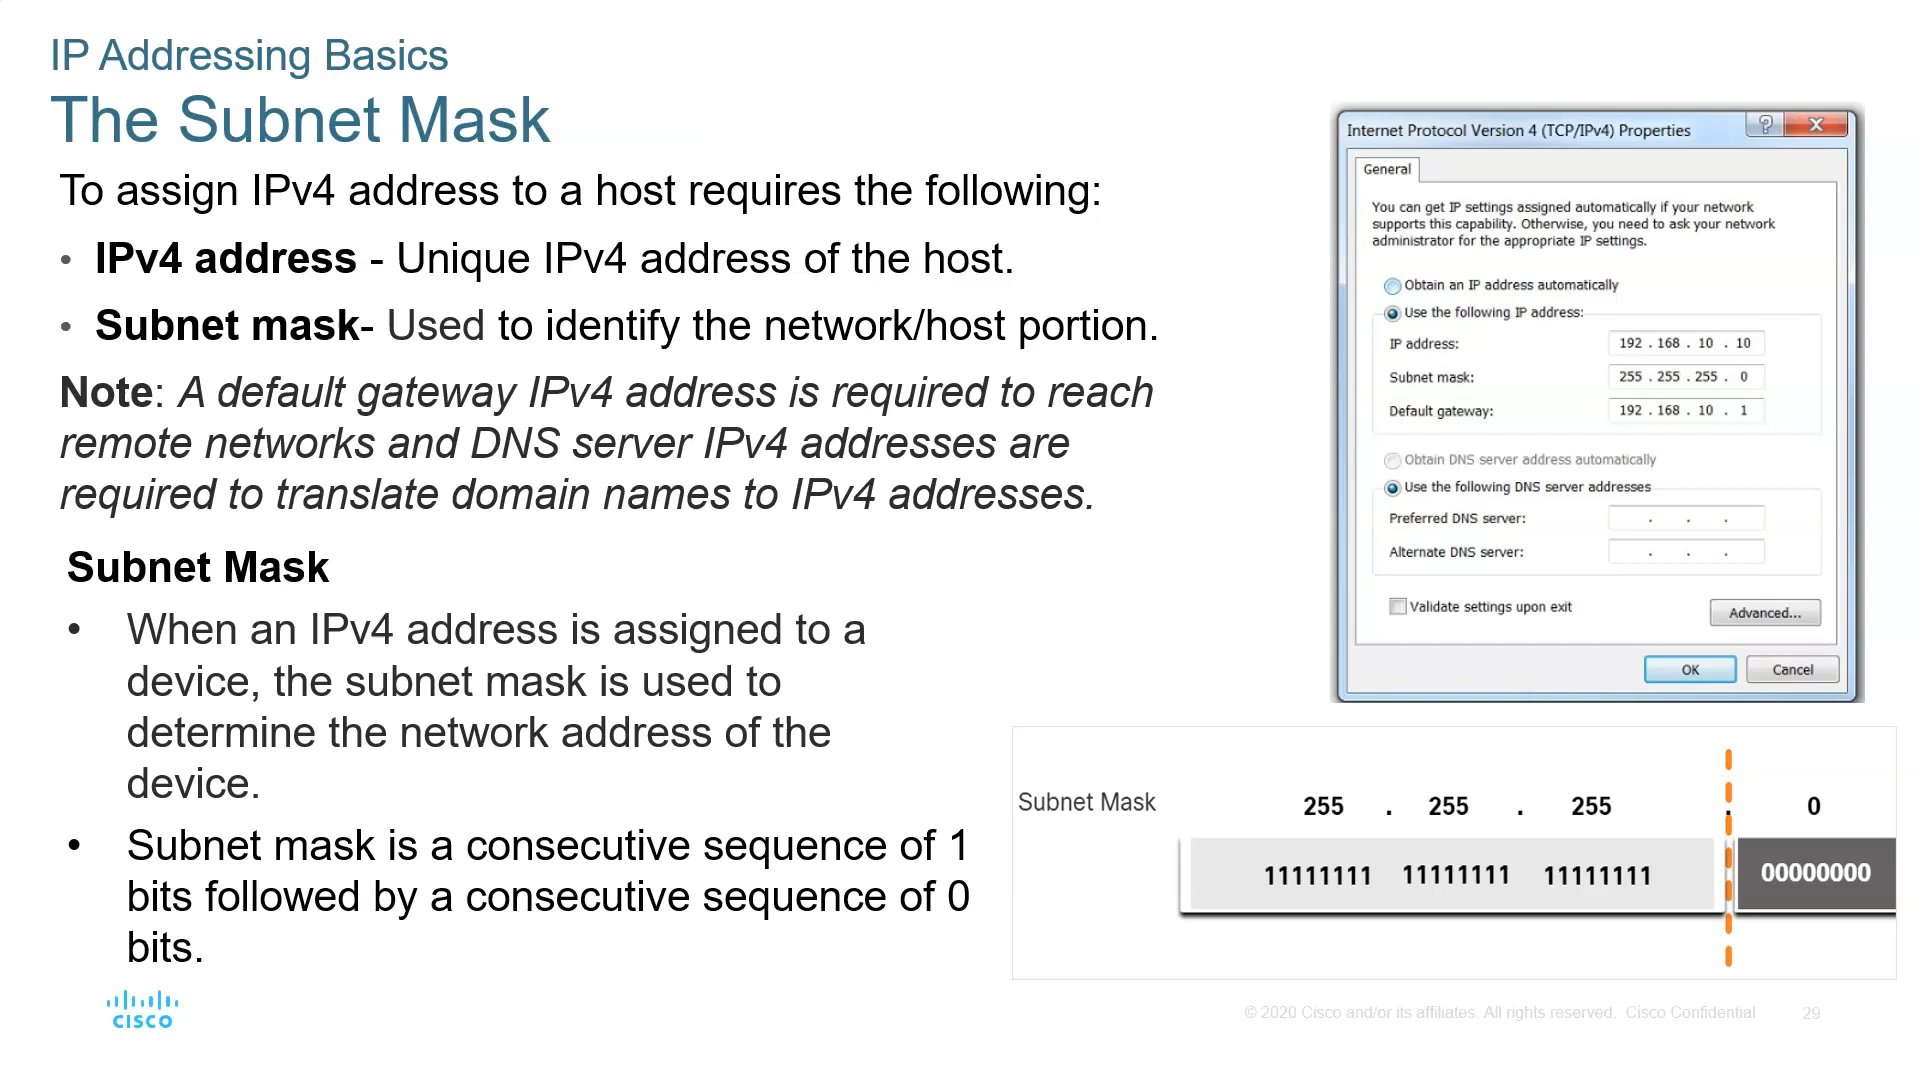 IP Addressing Basics
The Subnet Mask
To assign IPv4 address to a host requires the following:
• IPv4 address - Unique IPv4 address of the host.
• Subnet mask- Used to identify the network/host portion.
Note: A default gateway IPv4 address is required to reach
remote networks and DNS server IPv4 addresses are
required to translate domain names to IPv4 addresses.
Subnet Mask
• When an IPv4 address is assigned to a
device, the subnet mask is used to
determine the network address of the
device.
• Subnet mask is a consecutive sequence of 1
bits followed by a consecutive sequence of 0
bits.
Internet Protocol Version 4 (TCP/IPv4) Properties
General
You can get IP settings assigned automatically if your network
supports this capability. Otherwise, you need to ask your network
administrator for the appropriate IP settings.
Obtain an IP address automatically
Use the following IP address:
IP address: 192 . 168 . 10 . 10
Subnet mask: 255 . 255 . 255 . 0
Default gateway: 192 . 168 . 10 . 1
Obtain DNS server address automatically
Use the following DNS server addresses
Preferred DNS server: . . .
Alternate DNS server: . . .
Validate settings upon exit
Advanced...
OK Cancel
Subnet Mask 255 . 255 . 255 . 0
11111111 11111111 11111111 00000000
CISCO
© 2020 Cisco and/or its affiliates. All rights reserved. Cisco Confidential 29